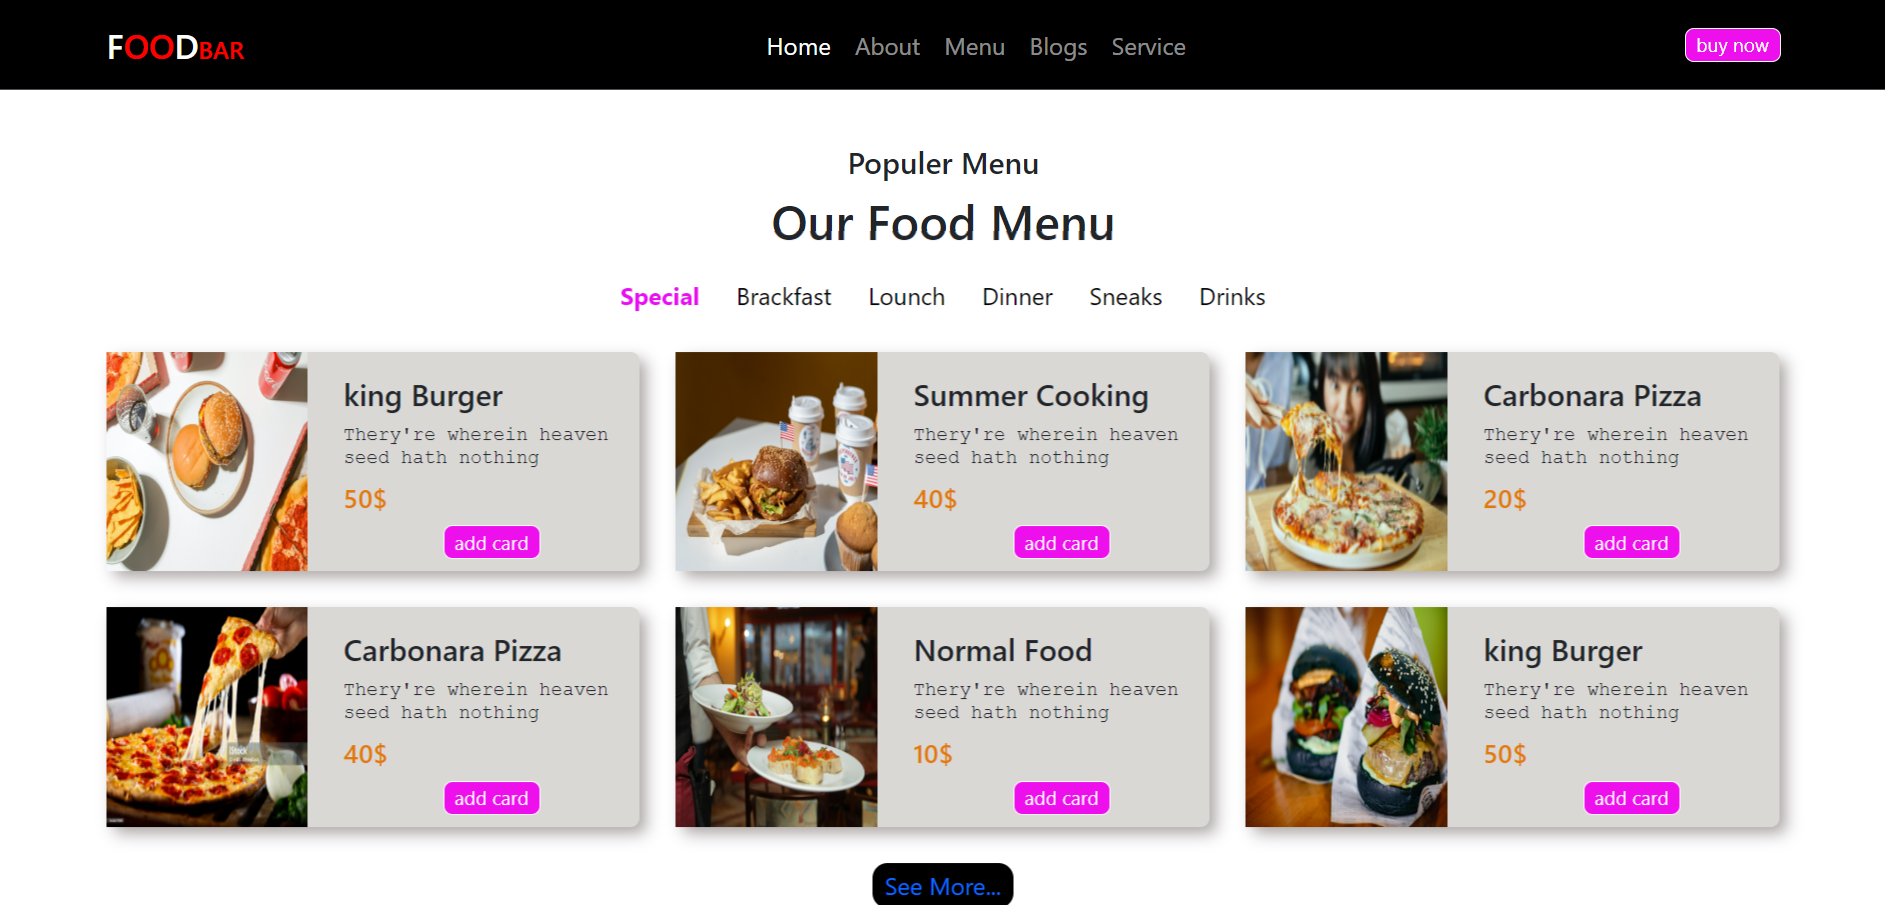 FOODBAR Home About Menu Blogs Service buy now
Populer Menu
Our Food Menu
Special Brackfast Lounch Dinner Sneaks Drinks
king Burger
Thery're wherein heaven
seed hath nothing
50$
add card
Summer Cooking
Thery're wherein heaven
seed hath nothing
40$
add card
Carbonara Pizza
Thery're wherein heaven
seed hath nothing
20$
add card
Carbonara Pizza
Thery're wherein heaven
seed hath nothing
40$
add card
iStock
Normal Food
Thery're wherein heaven
seed hath nothing
10$
add card
king Burger
Thery're wherein heaven
seed hath nothing
50$
add card
See More...